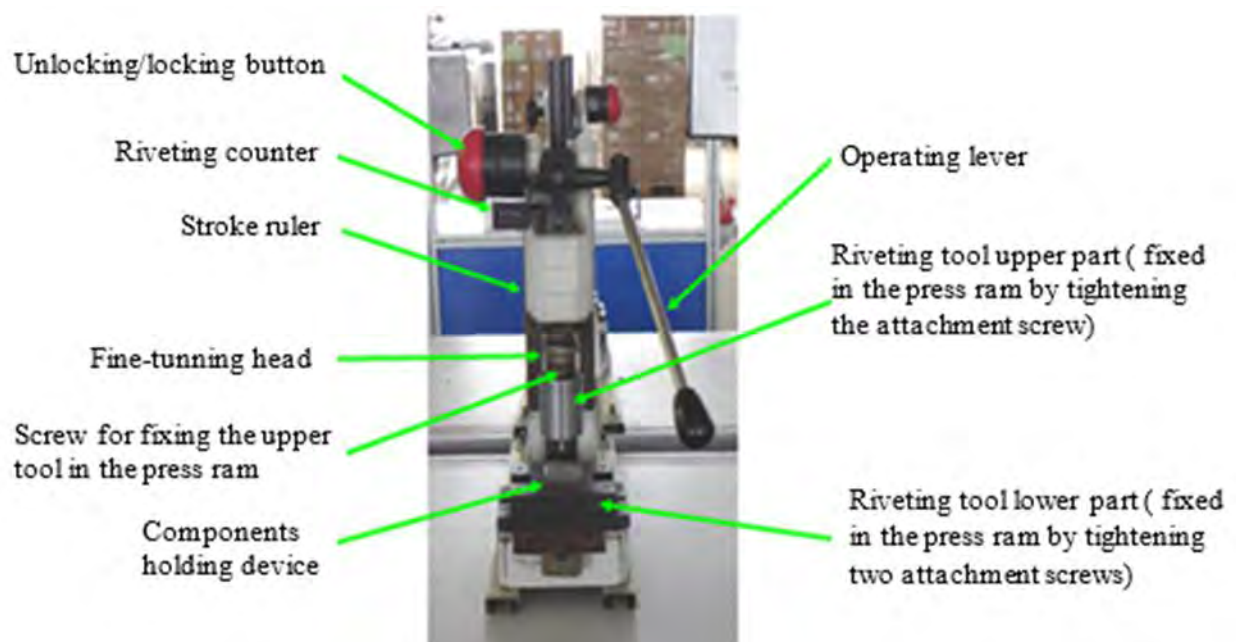 Unlocking/locking button
Riveting counter
Stroke ruler
Fine-tunning head
Screw for fixing the upper
tool in the press ram
Components
holding device
Operating lever
Riveting tool upper part ( fixed
in the press ram by tightening
the attachment screw)
Riveting tool lower part ( fixed
in the press ram by tightening
two attachment screws)